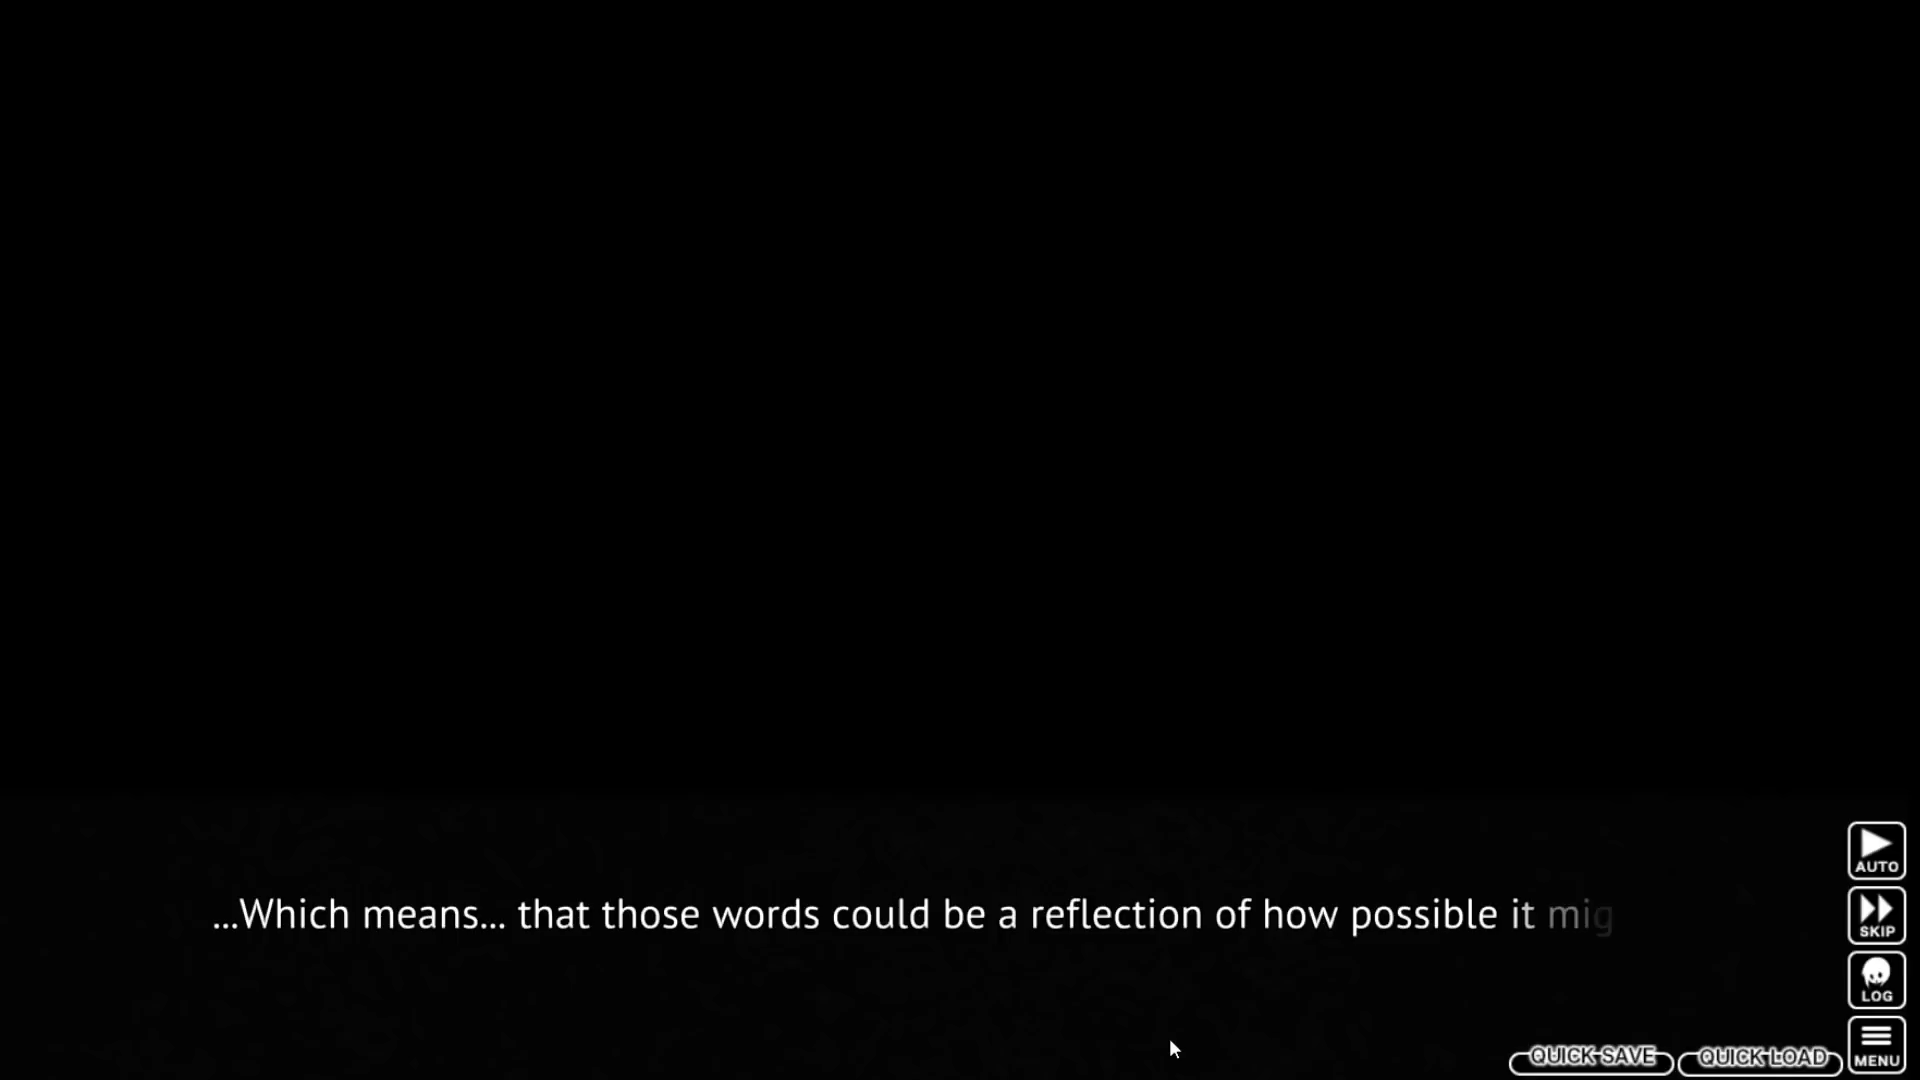 ...Which means... that those words could be a reflection of how possible it mig
AUTO
SKIP
LOG
QUICK SAVE QUICK LOAD MENU